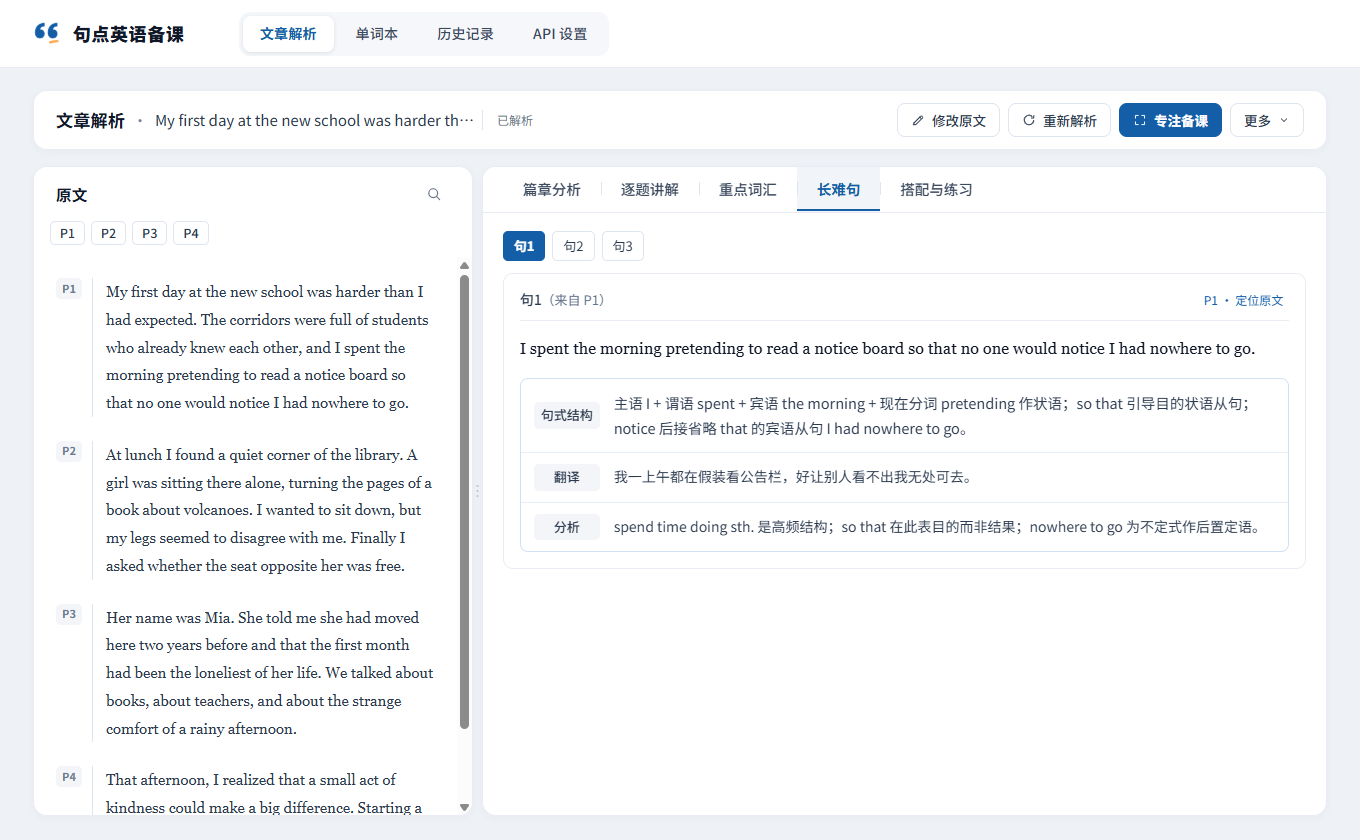 句点英语备课
文章解析
单词本
历史记录
API 设置
文章解析 • My first day at the new school was harder th…
已解析
修改原文
重新解析
专注备课
更多
原文
P1
P2
P3
P4
P1
My first day at the new school was harder than I
had expected. The corridors were full of students
who already knew each other, and I spent the
morning pretending to read a notice board so
that no one would notice I had nowhere to go.
P2
At lunch I found a quiet corner of the library. A
girl was sitting there alone, turning the pages of a
book about volcanoes. I wanted to sit down, but
my legs seemed to disagree with me. Finally I
asked whether the seat opposite her was free.
P3
Her name was Mia. She told me she had moved
here two years before and that the first month
had been the loneliest of her life. We talked about
books, about teachers, and about the strange
comfort of a rainy afternoon.
P4
That afternoon, I realized that a small act of
kindness could make a big difference. Starting a
篇章分析
逐题讲解
重点词汇
长难句
搭配与练习
句1
句2
句3
句1（来自 P1）
P1 · 定位原文
I spent the morning pretending to read a notice board so that no one would notice I had nowhere to go.
句式结构
主语 I + 谓语 spent + 宾语 the morning + 现在分词 pretending 作状语；so that 引导目的状语从句；
notice 后接省略 that 的宾语从句 I had nowhere to go。
翻译
我一上午都在假装看公告栏，好让别人看不出我无处可去。
分析
spend time doing sth. 是高频结构；so that 在此表目的而非结果；nowhere to go 为不定式作后置定语。